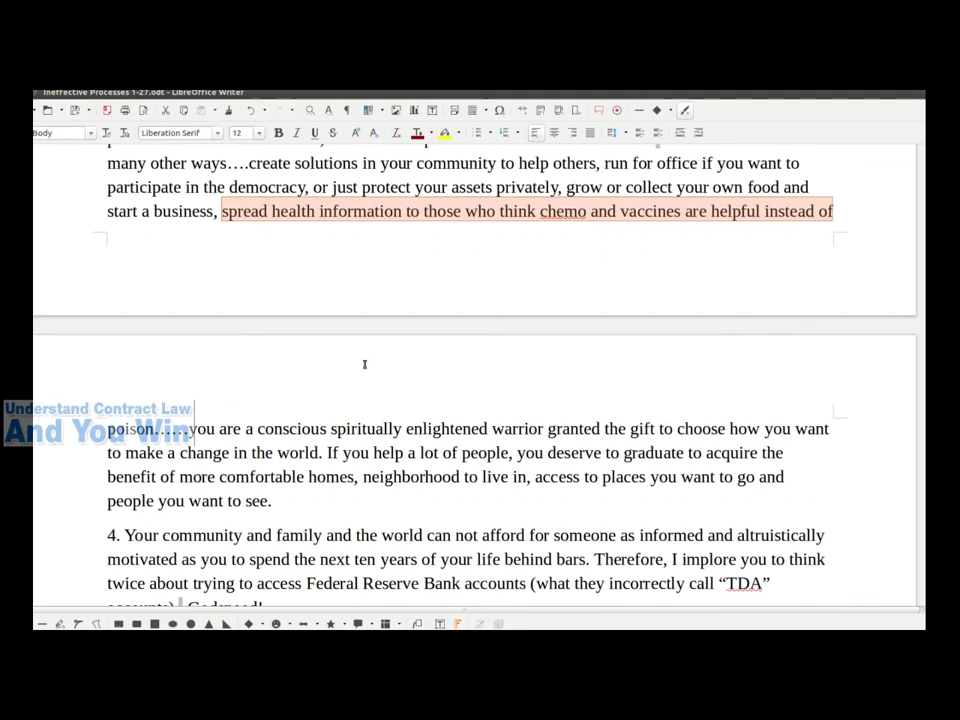 Ineffective Processes 1-27.odt - LibreOffice Writer
Body
Liberation Serif
12
many other ways….create solutions in your community to help others, run for office if you want to
participate in the democracy, or just protect your assets privately, grow or collect your own food and
start a business, spread health information to those who think chemo and vaccines are helpful instead of
Understand Contract Law
And You Win
poison……you are a conscious spiritually enlightened warrior granted the gift to choose how you want
to make a change in the world. If you help a lot of people, you deserve to graduate to acquire the
benefit of more comfortable homes, neighborhood to live in, access to places you want to go and
people you want to see.
4. Your community and family and the world can not afford for someone as informed and altruistically
motivated as you to spend the next ten years of your life behind bars. Therefore, I implore you to think
twice about trying to access Federal Reserve Bank accounts (what they incorrectly call “TDA”
accounts). Godspeed!